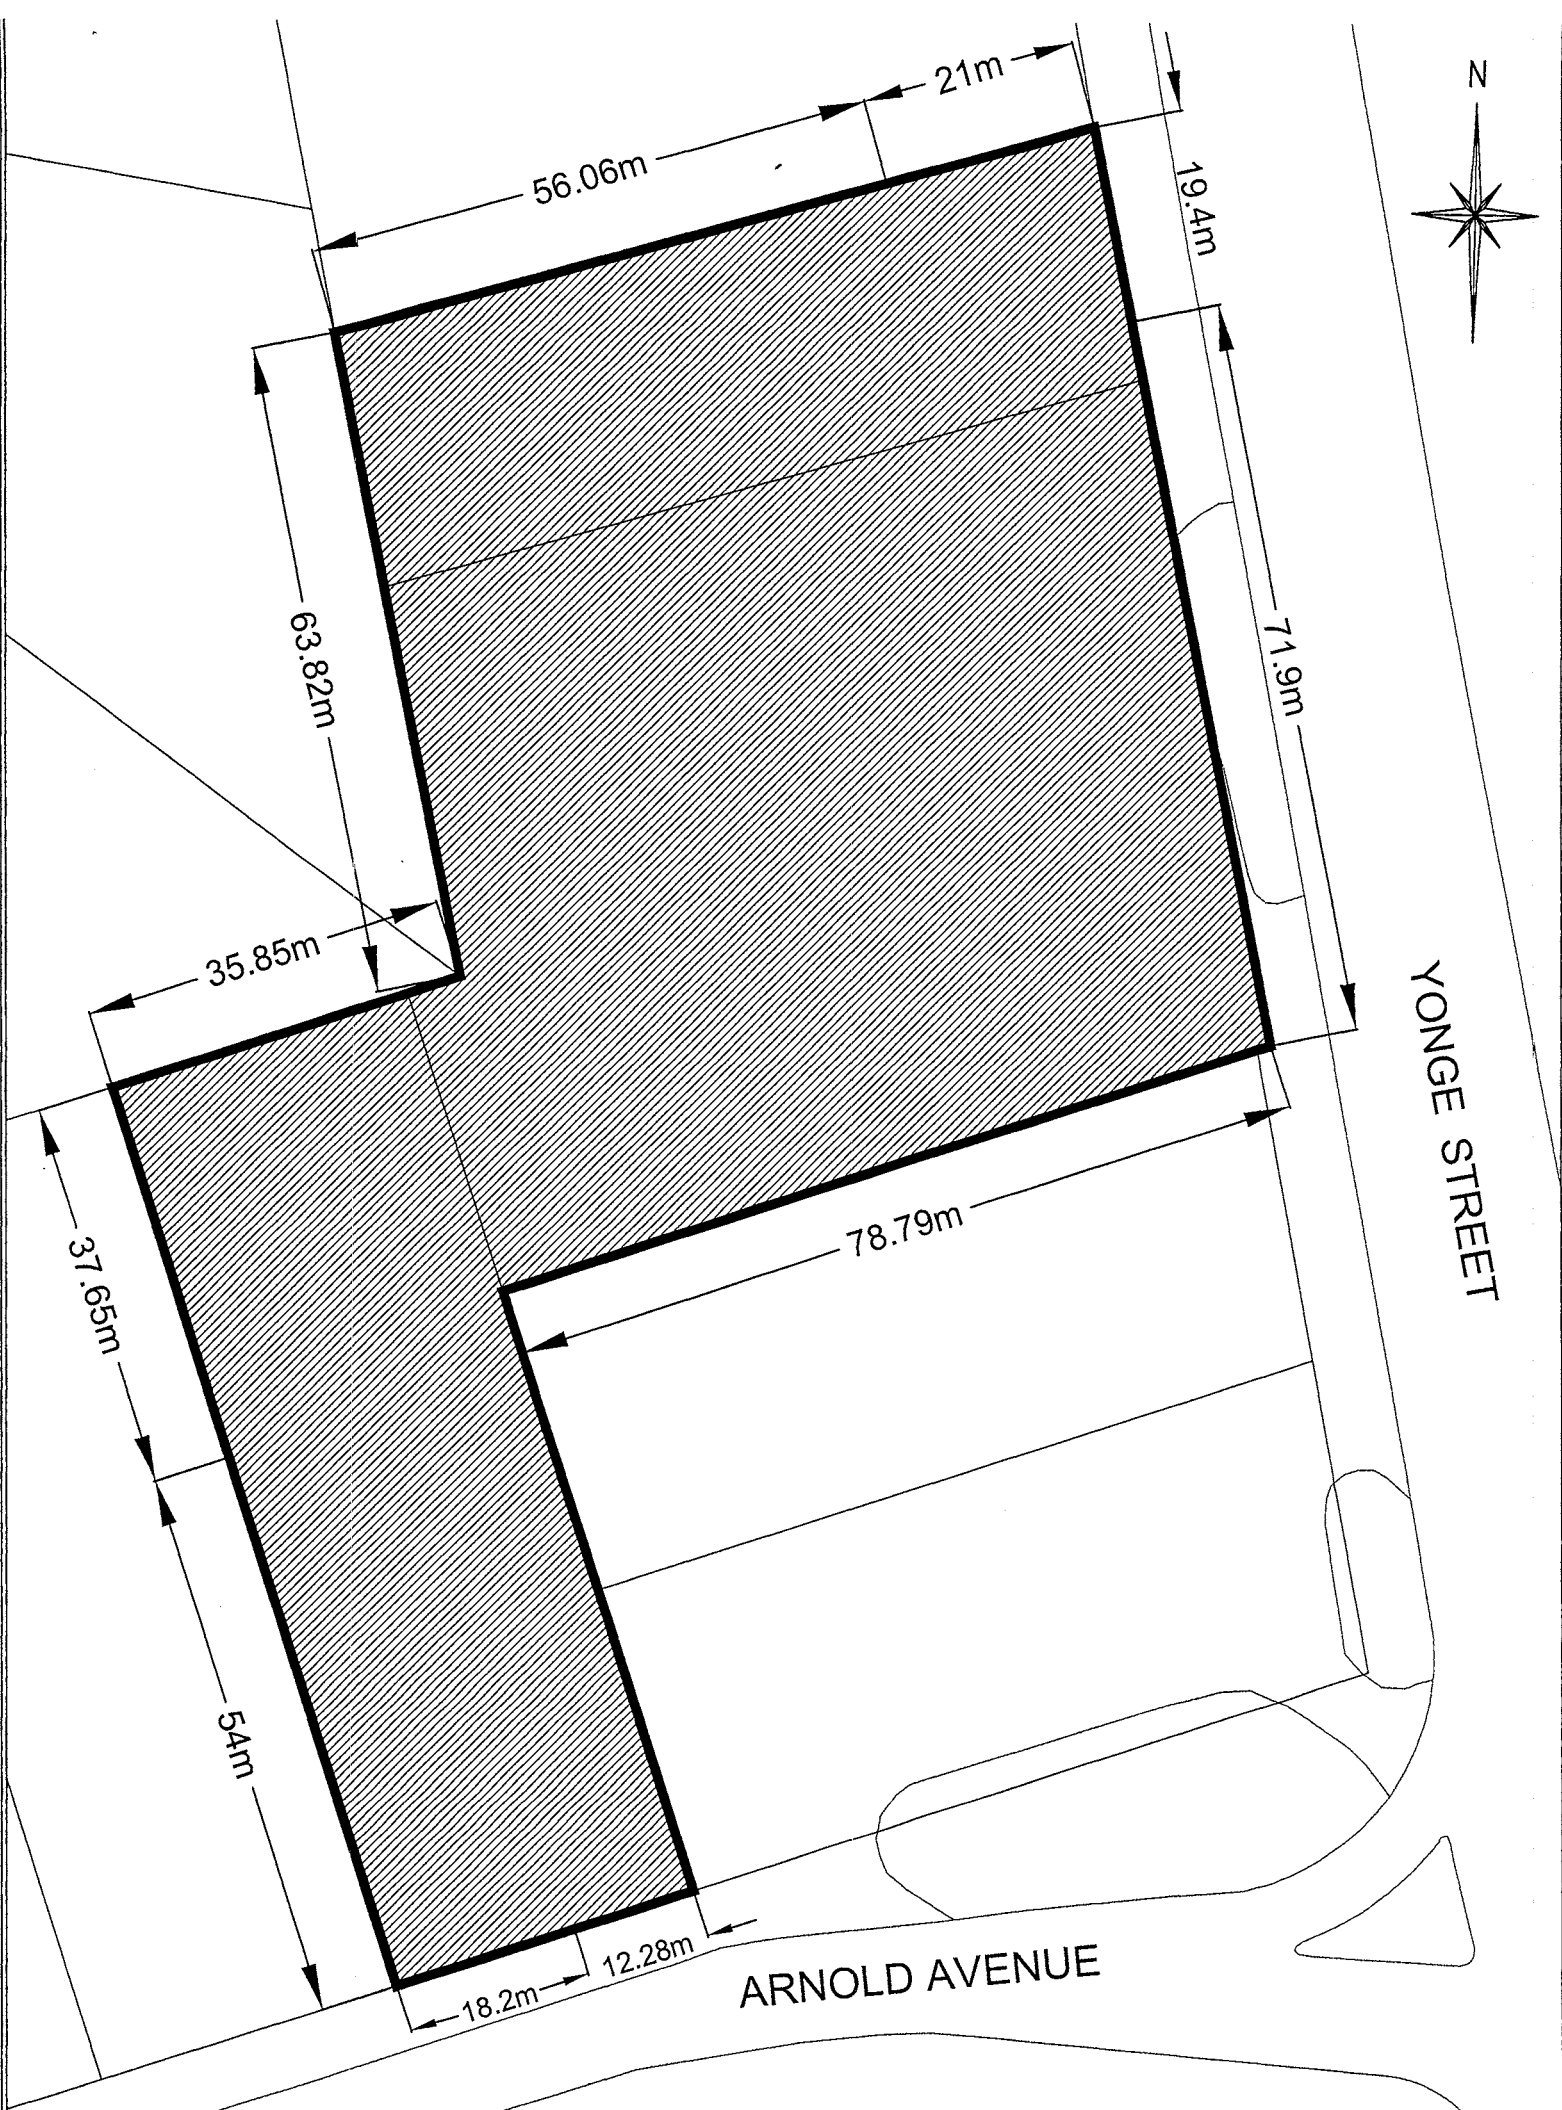 21m
N
56.06m
19.4m
63.82m
71.9m
35.85m
YONGE STREET
78.79m
37.65m
54m
12.28m
ARNOLD AVENUE
18.2m